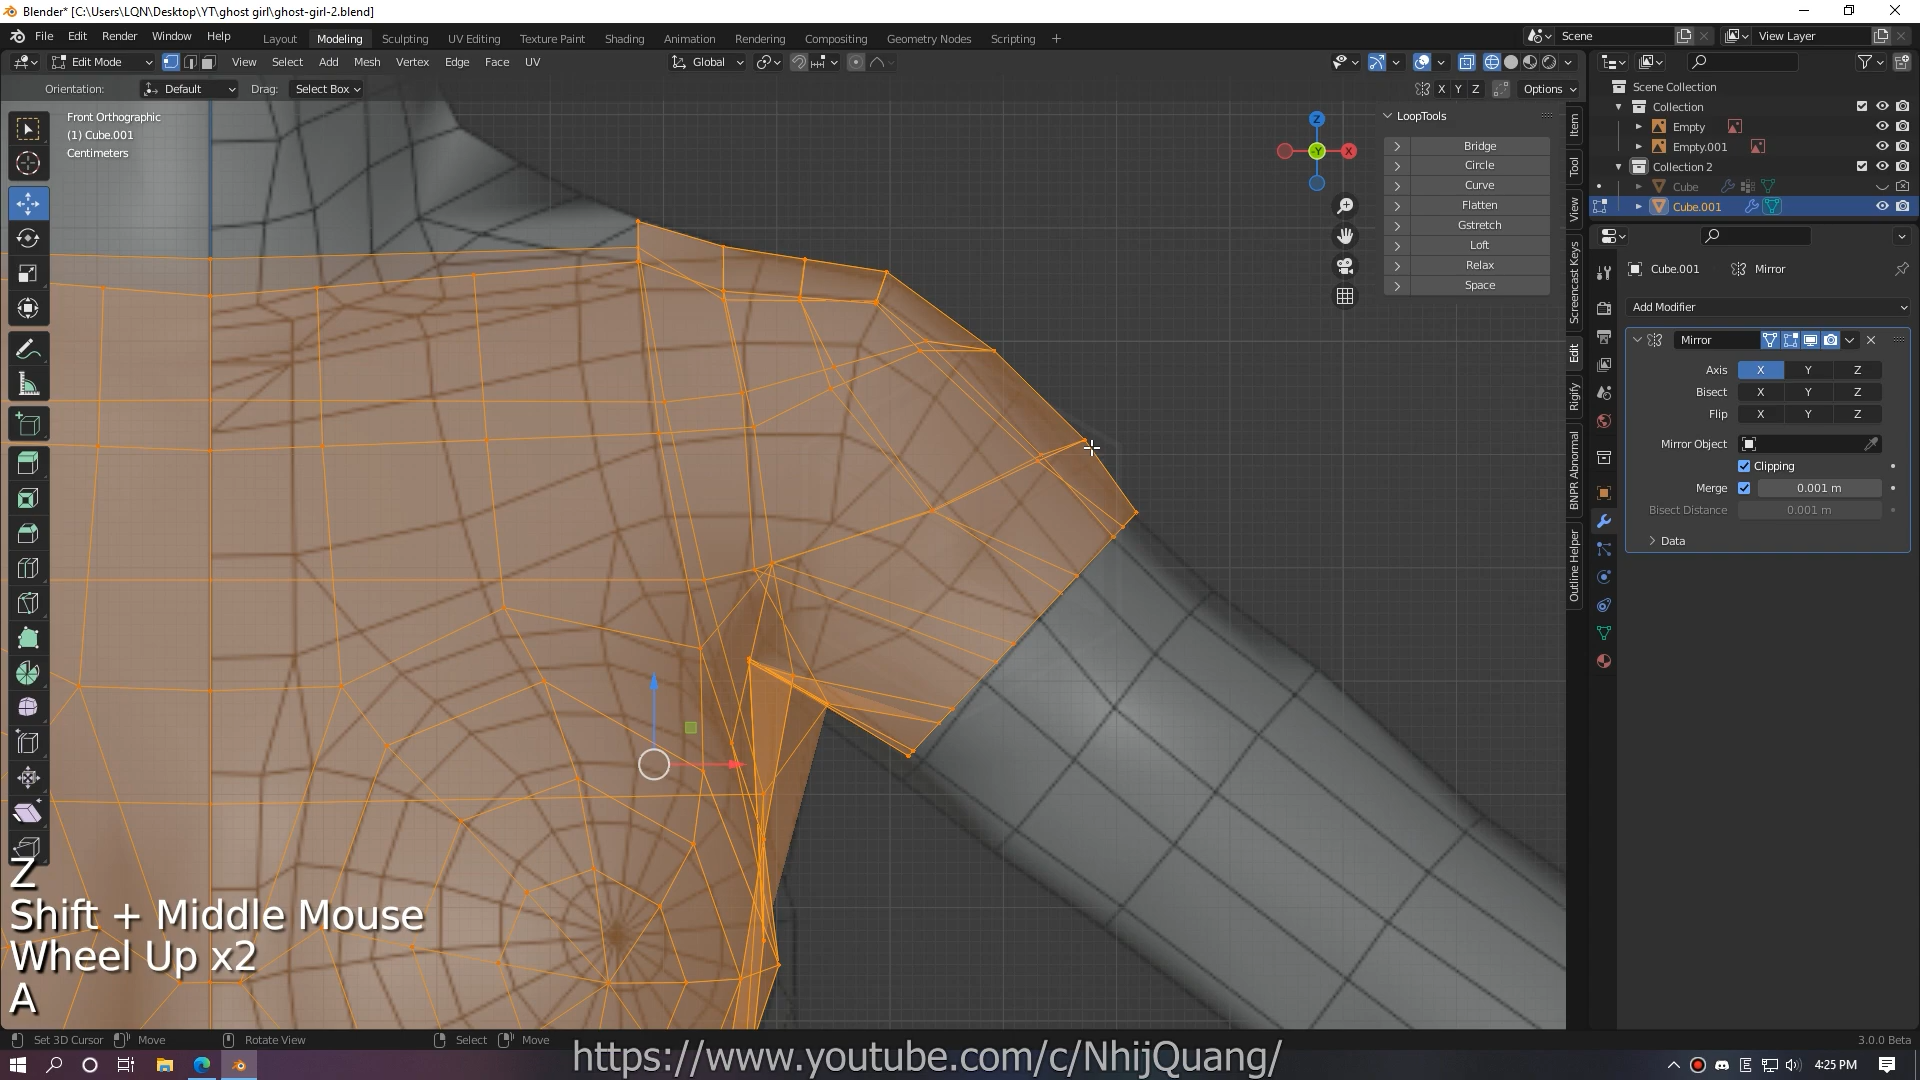 Blender* [C:\Users\LQN\Desktop\YT\ghost girl\ghost-girl-2.blend]
File Edit Render Window Help
Layout Modeling Sculpting UV Editing Texture Paint Shading Animation Rendering Compositing Geometry Nodes Scripting +
Scene
View Layer
Edit Mode
View Select Add Mesh Vertex Edge Face UV
Global
Orientation: Default Drag: Select Box
X Y Z Options
Front Orthographic
(1) Cube.001
Centimeters
Z
-Y
X
LoopTools
Bridge
Circle
Curve
Flatten
Gstretch
Loft
Relax
Space
Item
Tool
View
Screencast Keys
Edit
Rigify
BNPR Abnormal
Outline Helper
Scene Collection
Collection
Empty
Empty.001
Collection 2
Cube
Cube.001
Cube.001 Mirror
Add Modifier
Mirror
Axis X Y Z
Bisect X Y Z
Flip X Y Z
Mirror Object
Clipping
Merge 0.001 m
Bisect Distance 0.001 m
Data
Z
Shift + Middle Mouse
Wheel Up x2
A
Set 3D Cursor Move Rotate View Select Move
3.0.0 Beta
https://www.youtube.com/c/NhijQuang/
4:25 PM